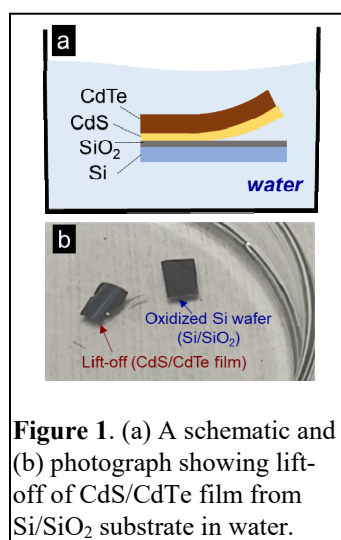 a
CdTe
CdS
SiO₂
Si
water
b
Oxidized Si wafer
(Si/SiO₂)
Lift-off (CdS/CdTe film)
Figure 1. (a) A schematic and
(b) photograph showing lift-
off of CdS/CdTe film from
Si/SiO₂ substrate in water.